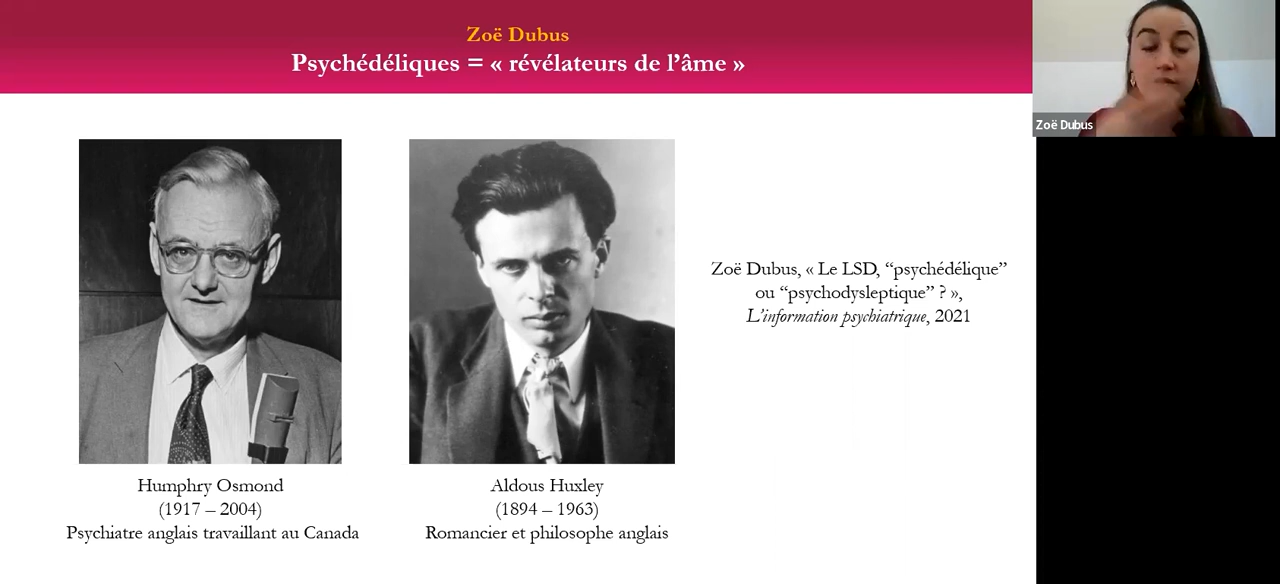 Zoë Dubus
Psychédéliques = « révélateurs de l’âme »
Zoë Dubus
Zoë Dubus, « Le LSD, “psychédélique”
ou “psychodysleptique” ? »,
L’information psychiatrique, 2021
Humphry Osmond
(1917 – 2004)
Psychiatre anglais travaillant au Canada
Aldous Huxley
(1894 – 1963)
Romancier et philosophe anglais